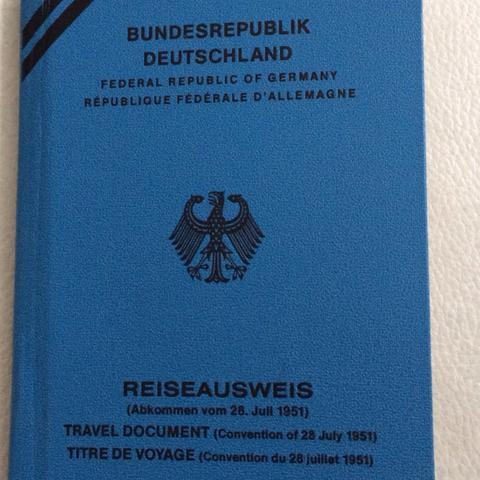 BUNDESREPUBLIK
DEUTSCHLAND
FEDERAL REPUBLIC OF GERMANY
RÉPUBLIQUE FÉDÉRALE D'ALLEMAGNE
REISEAUSWEIS
(Abkommen vom 28. Juli 1951)
TRAVEL DOCUMENT (Convention of 28 July 1951)
TITRE DE VOYAGE (Convention du 28 juillet 1951)